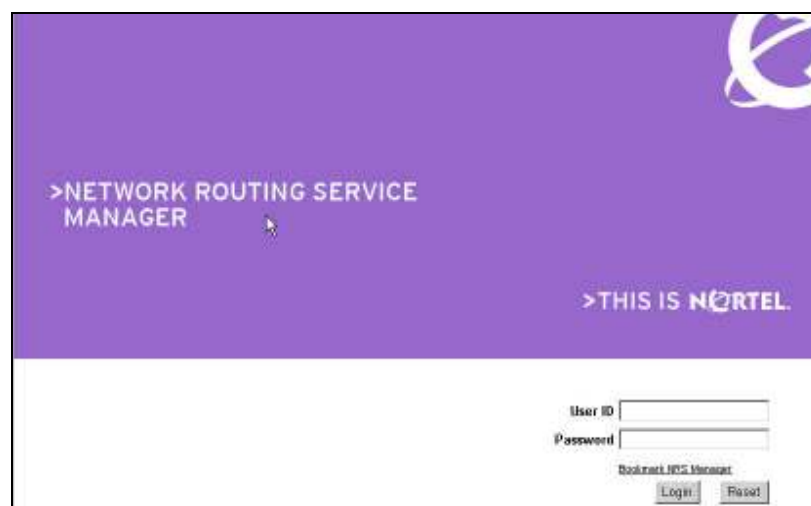 >NETWORK ROUTING SERVICE
MANAGER
>THIS IS NORTEL.
User ID
Password
Bookmark NRS Manager
Login
Reset